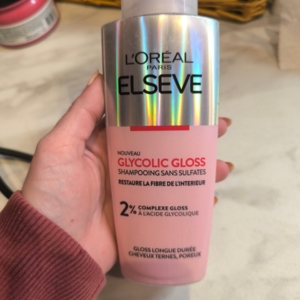 L'ORÉAL
PARIS
ELSEVE
NOUVEAU
GLYCOLIC GLOSS
SHAMPOOING SANS SULFATES
RESTAURE LA FIBRE DE L'INTERIEUR
2% COMPLEXE GLOSS
À L'ACIDE GLYCOLIQUE
GLOSS LONGUE DURÉE
CHEVEUX TERNES, POREUX